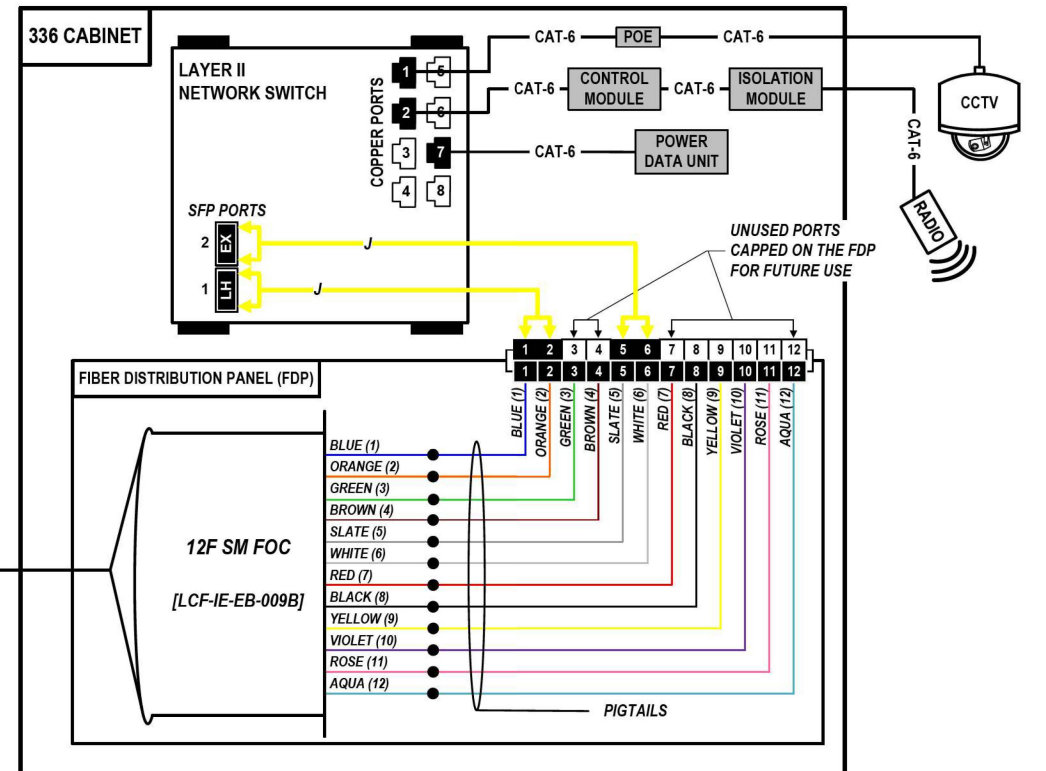 336 CABINET
LAYER II
NETWORK SWITCH
COPPER PORTS
1
5
2
6
3
7
4
8
CAT-6
POE
CAT-6
CAT-6
CONTROL
MODULE
CAT-6
ISOLATION
MODULE
CAT-6
POWER
DATA UNIT
CCTV
CAT-6
RADIO
SFP PORTS
2
EX
1
LH
J
J
UNUSED PORTS
CAPPED ON THE FDP
FOR FUTURE USE
1 2 3 4 5 6 7 8 9 10 11 12
1 2 3 4 5 6 7 8 9 10 11 12
FIBER DISTRIBUTION PANEL (FDP)
BLUE (1)
ORANGE (2)
GREEN (3)
BROWN (4)
SLATE (5)
WHITE (6)
RED (7)
BLACK (8)
YELLOW (9)
VIOLET (10)
ROSE (11)
AQUA (12)
12F SM FOC
[LCF-IE-EB-009B]
BLUE (1)
ORANGE (2)
GREEN (3)
BROWN (4)
SLATE (5)
WHITE (6)
RED (7)
BLACK (8)
YELLOW (9)
VIOLET (10)
ROSE (11)
AQUA (12)
PIGTAILS